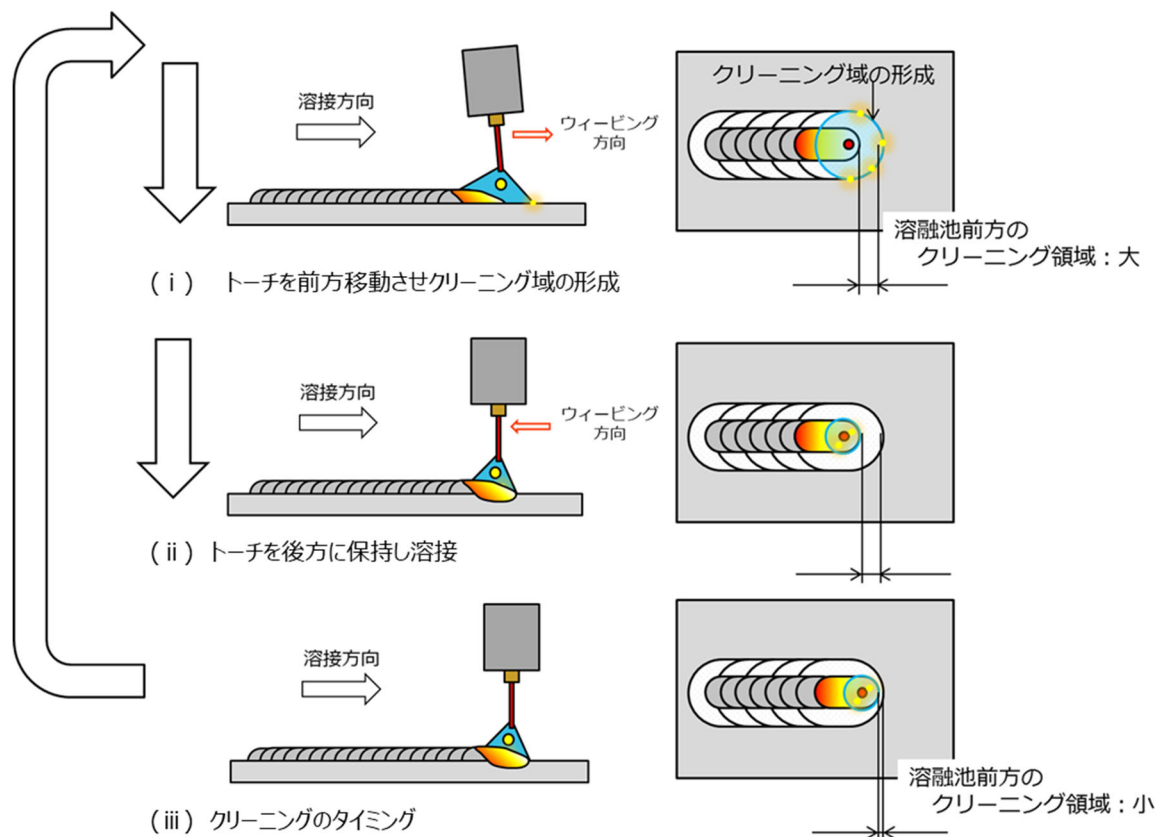 クリーニング域の形成
溶接方向
ウィービング
方向
溶融池前方の
クリーニング領域：大
(ⅰ) トーチを前方移動させクリーニング域の形成
溶接方向
ウィービング
方向
(ⅱ) トーチを後方に保持し溶接
溶接方向
溶融池前方の
クリーニング領域：小
(ⅲ) クリーニングのタイミング